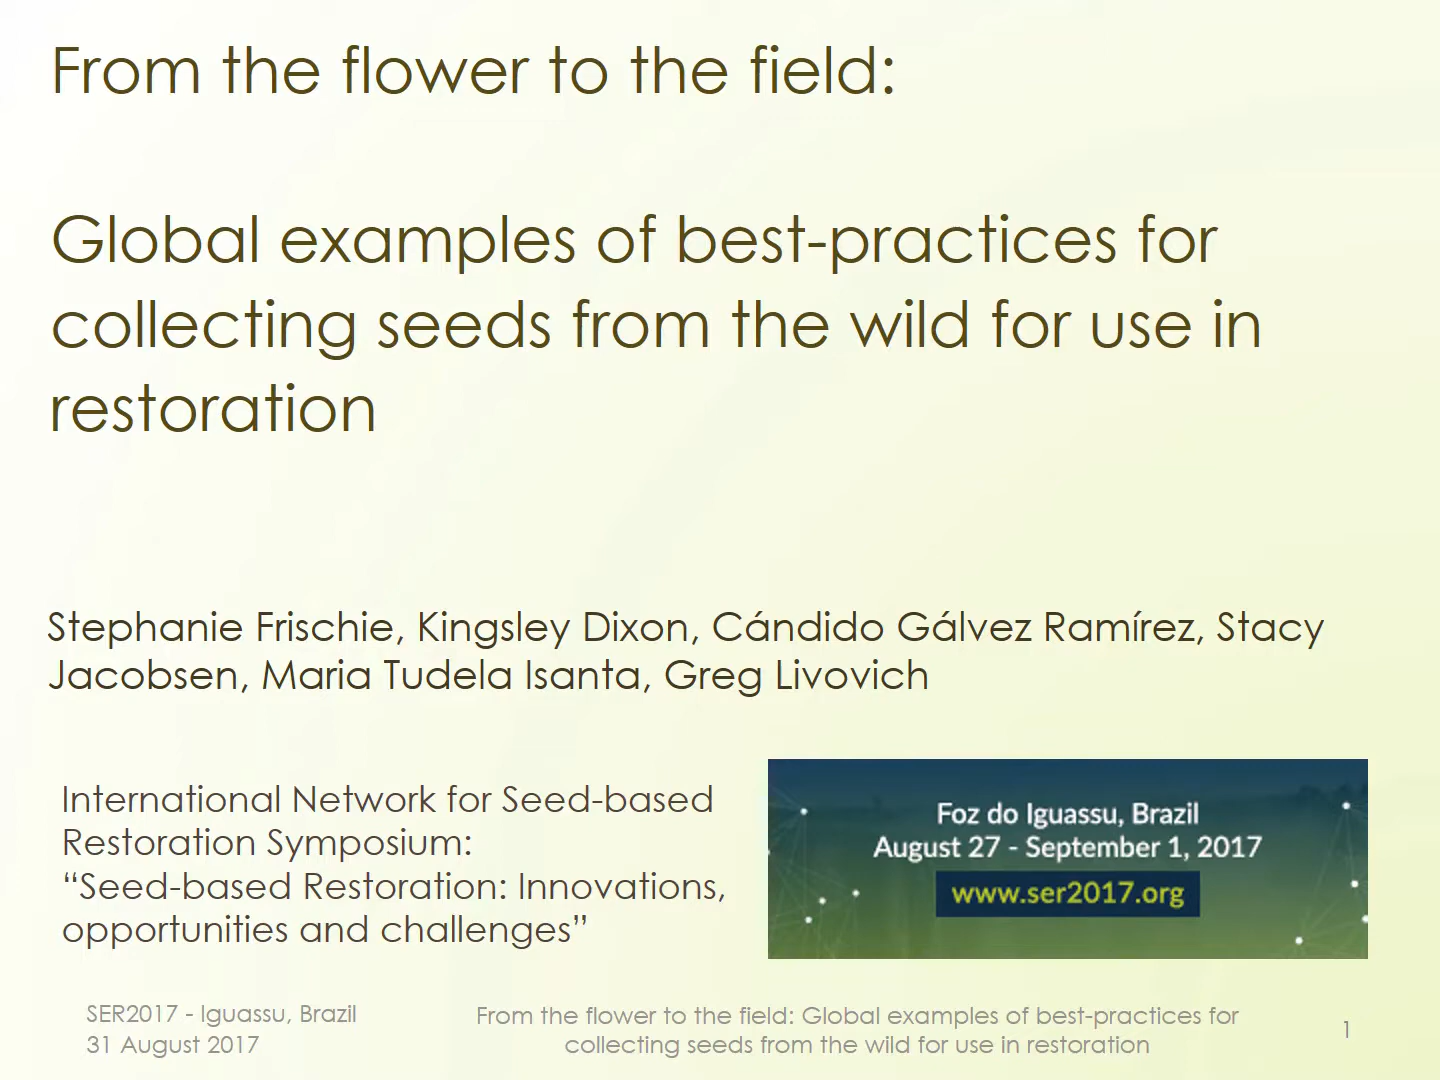 From the flower to the field:
Global examples of best-practices for
collecting seeds from the wild for use in
restoration
Stephanie Frischie, Kingsley Dixon, Cándido Gálvez Ramírez, Stacy
Jacobsen, Maria Tudela Isanta, Greg Livovich
International Network for Seed-based
Restoration Symposium:
“Seed-based Restoration: Innovations,
opportunities and challenges”
Foz do Iguassu, Brazil
August 27 - September 1, 2017
www.ser2017.org
SER2017 - Iguassu, Brazil
31 August 2017
From the flower to the field: Global examples of best-practices for
collecting seeds from the wild for use in restoration
1